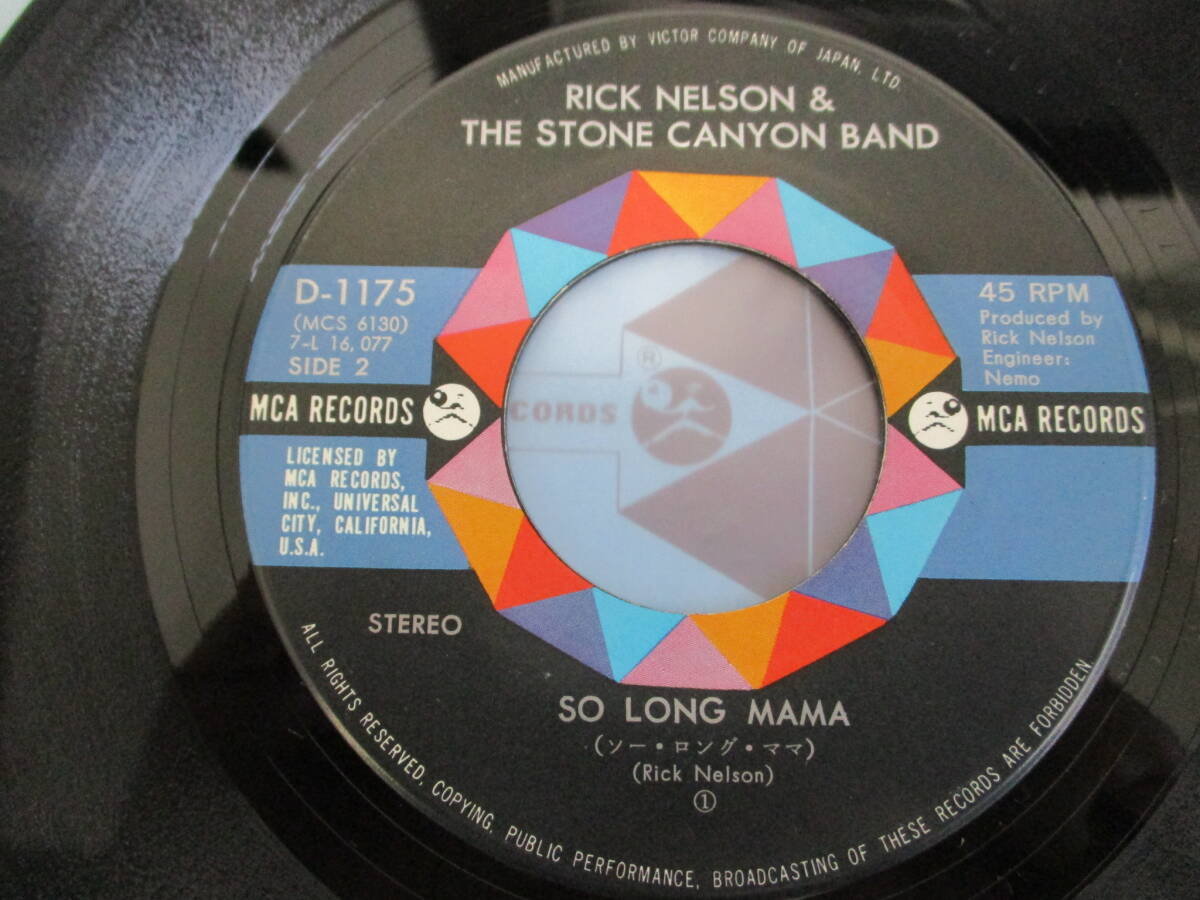 MANUFACTURED BY VICTOR COMPANY OF JAPAN, LTD.
RICK NELSON &
THE STONE CANYON BAND
D-1175
(MCS 6130)
7-L 16,077
SIDE 2
45 RPM
Produced by
Rick Nelson
Engineer:
Nemo
MCA RECORDS
MCA RECORDS
CORDS
®
LICENSED BY
MCA RECORDS,
INC., UNIVERSAL
CITY, CALIFORNIA,
U.S.A.
STEREO
SO LONG MAMA
(ソー・ロング・ママ)
(Rick Nelson)
①
ALL RIGHTS RESERVED, COPYING, PUBLIC PERFORMANCE, BROADCASTING OF THESE RECORDS ARE FORBIDDEN